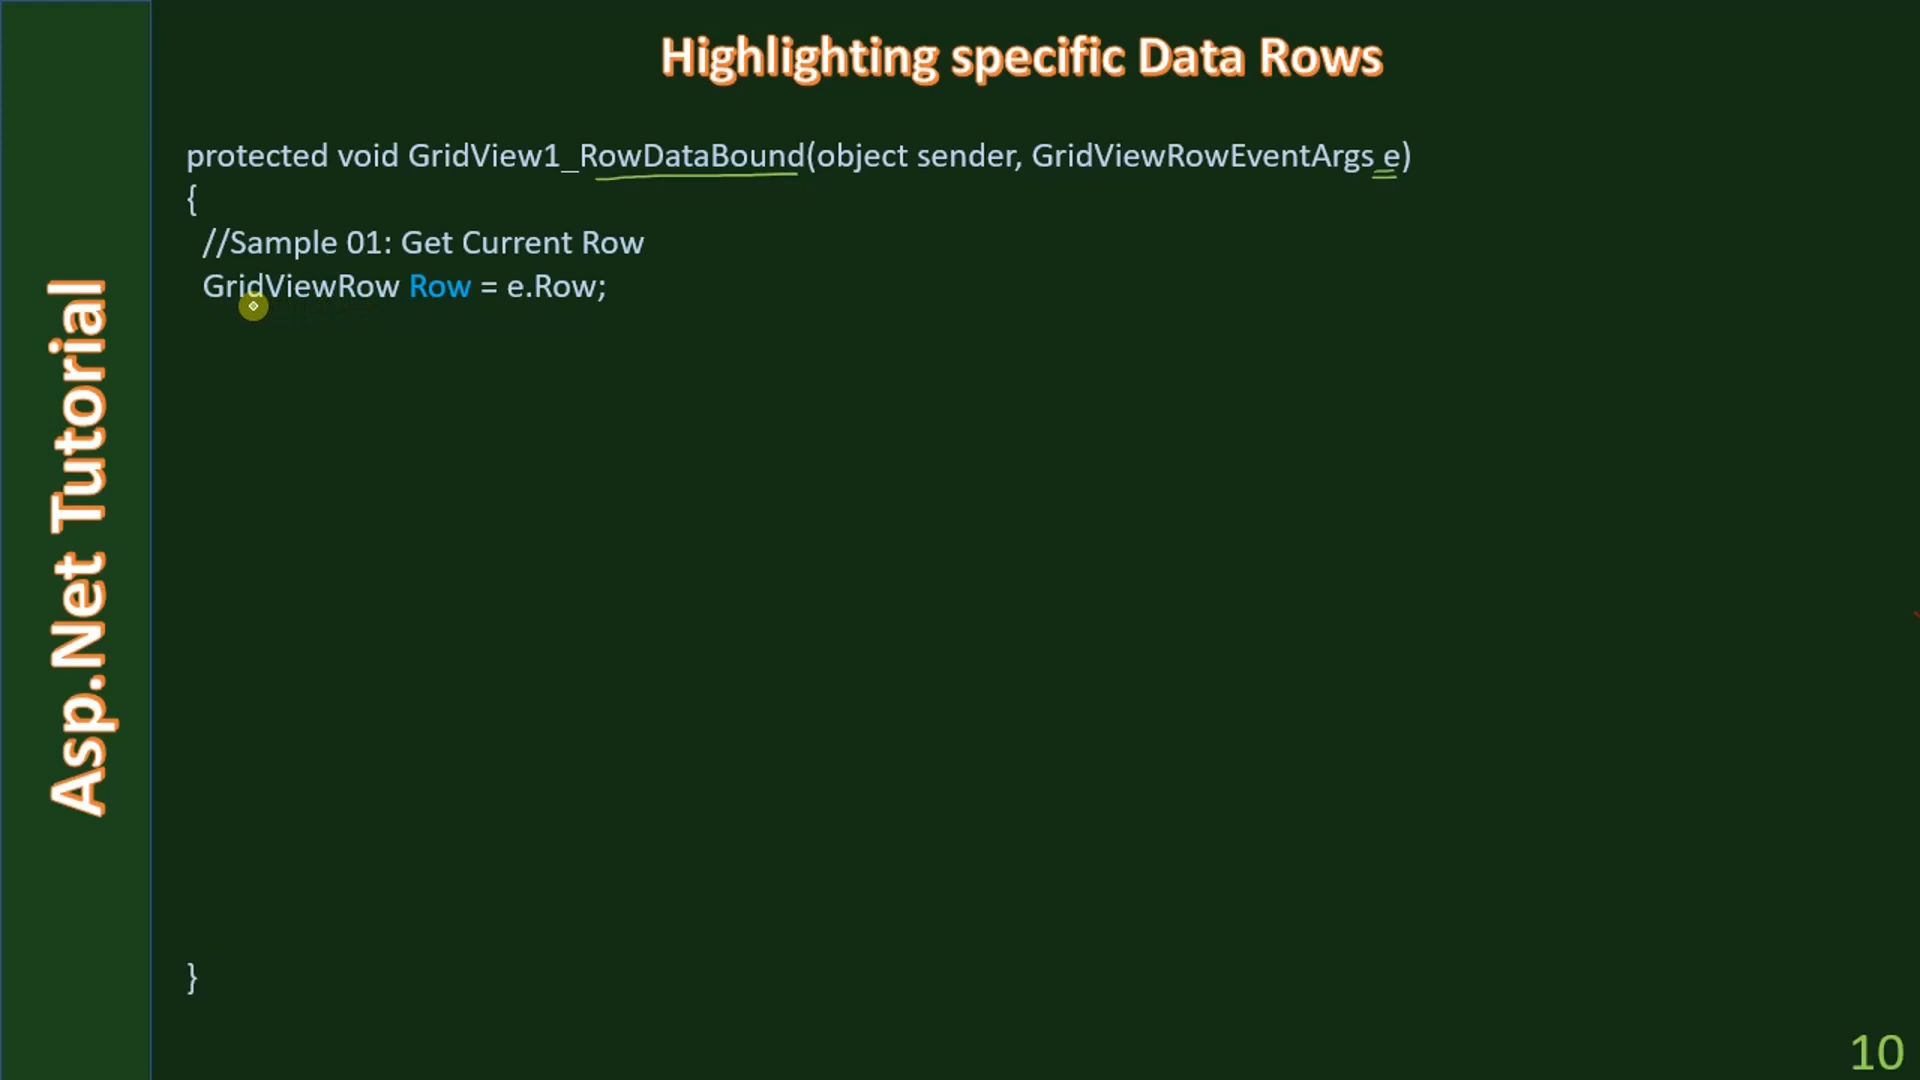 Highlighting specific Data Rows
protected void GridView1_RowDataBound(object sender, GridViewRowEventArgs e)
{
//Sample 01: Get Current Row
GridViewRow Row = e.Row;
}
Asp.Net Tutorial
10